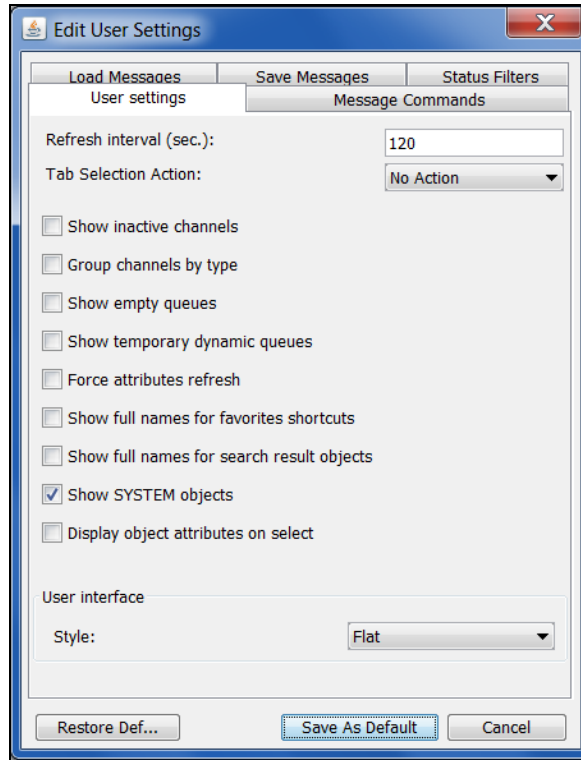 Edit User Settings
Load Messages Save Messages Status Filters
User settings Message Commands
Refresh interval (sec.): 120
Tab Selection Action: No Action
Show inactive channels
Group channels by type
Show empty queues
Show temporary dynamic queues
Force attributes refresh
Show full names for favorites shortcuts
Show full names for search result objects
Show SYSTEM objects
Display object attributes on select
User interface
Style: Flat
Restore Def... Save As Default Cancel